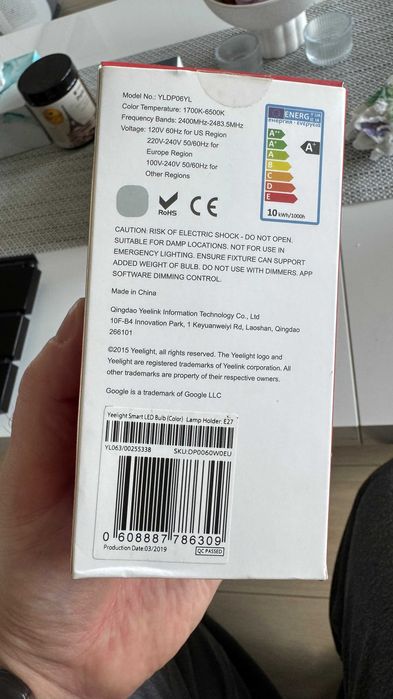 Model No.: YLDP06YL
Color Temperature: 1700K-6500K
Frequency Bands: 2400MHz-2483.5MHz
Voltage: 120V 60Hz for US Region
220V-240V 50/60Hz for
Europe Region
100V-240V 50/60Hz for
Other Regions
ENERG
енергия · ενεργεια
A++
A+
A
B
C
D
E
A+
10 kWh/1000h
RoHS
CE
CAUTION: RISK OF ELECTRIC SHOCK - DO NOT OPEN.
SUITABLE FOR DAMP LOCATIONS. NOT FOR USE IN
EMERGENCY LIGHTING. ENSURE FIXTURE CAN SUPPORT
ADDED WEIGHT OF BULB. DO NOT USE WITH DIMMERS. APP
SOFTWARE DIMMING CONTROL.
Made in China
Qingdao Yeelink Information Technology Co., Ltd
10F-B4 Innovation Park, 1 Keyuanweiyi Rd, Laoshan, Qingdao
266101
©2015 Yeelight, all rights reserved. The Yeelight logo and
Yeelight are registered trademarks of Yeelink corporation. All
other trademarks are property of their respective owners.
Google is a trademark of Google LLC
Yeelight Smart LED Bulb (Color) Lamp Holder: E27
YL063/00255338 SKU:DP0060W0EU
0 608887 786309
Production Date:03/2019 QC PASSED